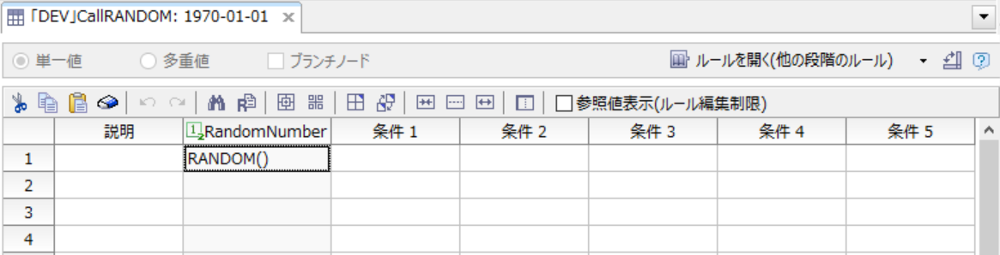 「DEV」CallRANDOM: 1970-01-01
単一値 多重値 ブランチノード ルールを開く(他の段階のルール)
参照値表示(ルール編集制限)
説明 RandomNumber 条件 1 条件 2 条件 3 条件 4 条件 5
1 RANDOM()
2
3
4